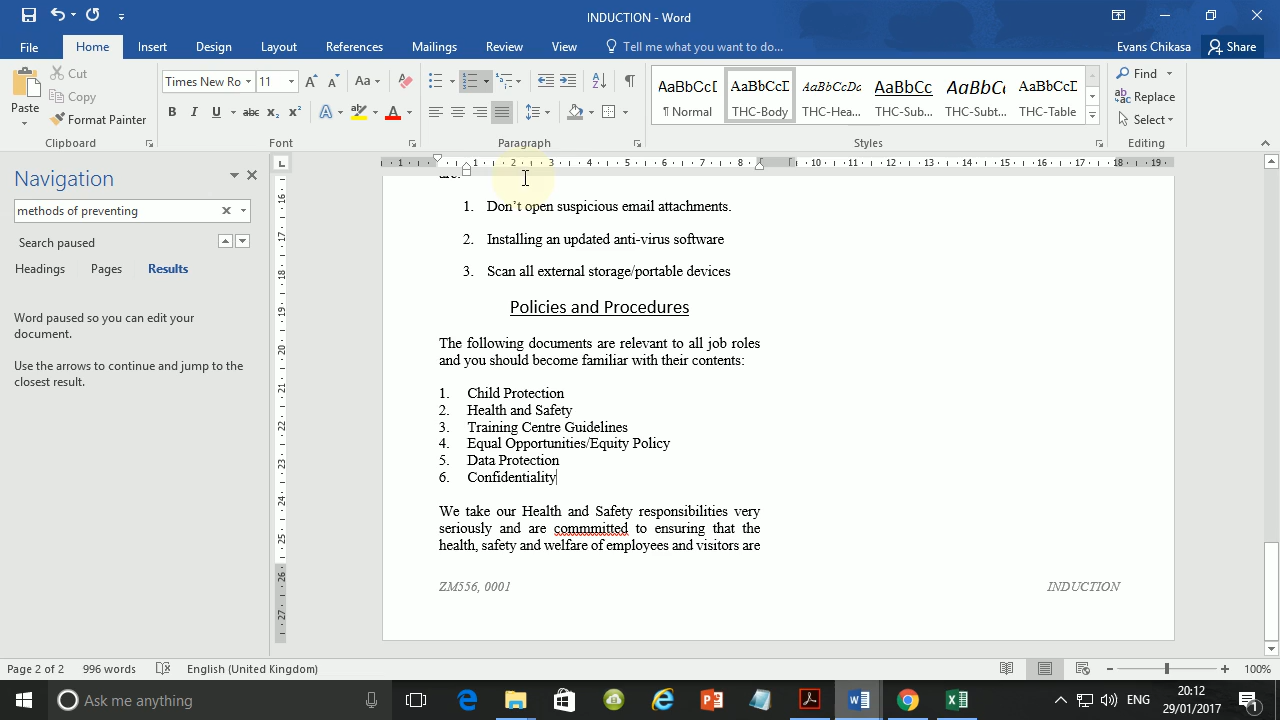 INDUCTION - Word
File
Home
Insert
Design
Layout
References
Mailings
Review
View
Tell me what you want to do...
Evans Chikasa
Share
Paste
Cut
Copy
Format Painter
Clipboard
Times New Ro
11
Font
Paragraph
AaBbCcI
¶ Normal
AaBbCcI
THC-Body
AaBbCcDc
THC-Hea...
AaBbCc
THC-Sub...
AaBbCc
THC-Subt...
AaBbCcI
THC-Table
Styles
Find
Replace
Select
Editing
Navigation
methods of preventing
Search paused
Headings
Pages
Results
Word paused so you can edit your
document.
Use the arrows to continue and jump to the
closest result.
are:
1. Don't open suspicious email attachments.
2. Installing an updated anti-virus software
3. Scan all external storage/portable devices
Policies and Procedures
The following documents are relevant to all job roles
and you should become familiar with their contents:
1. Child Protection
2. Health and Safety
3. Training Centre Guidelines
4. Equal Opportunities/Equity Policy
5. Data Protection
6. Confidentiality
We take our Health and Safety responsibilities very
seriously and are commmitted to ensuring that the
health, safety and welfare of employees and visitors are
ZM556, 0001
INDUCTION
Page 2 of 2
996 words
English (United Kingdom)
100%
Ask me anything
ENG
20:12
29/01/2017